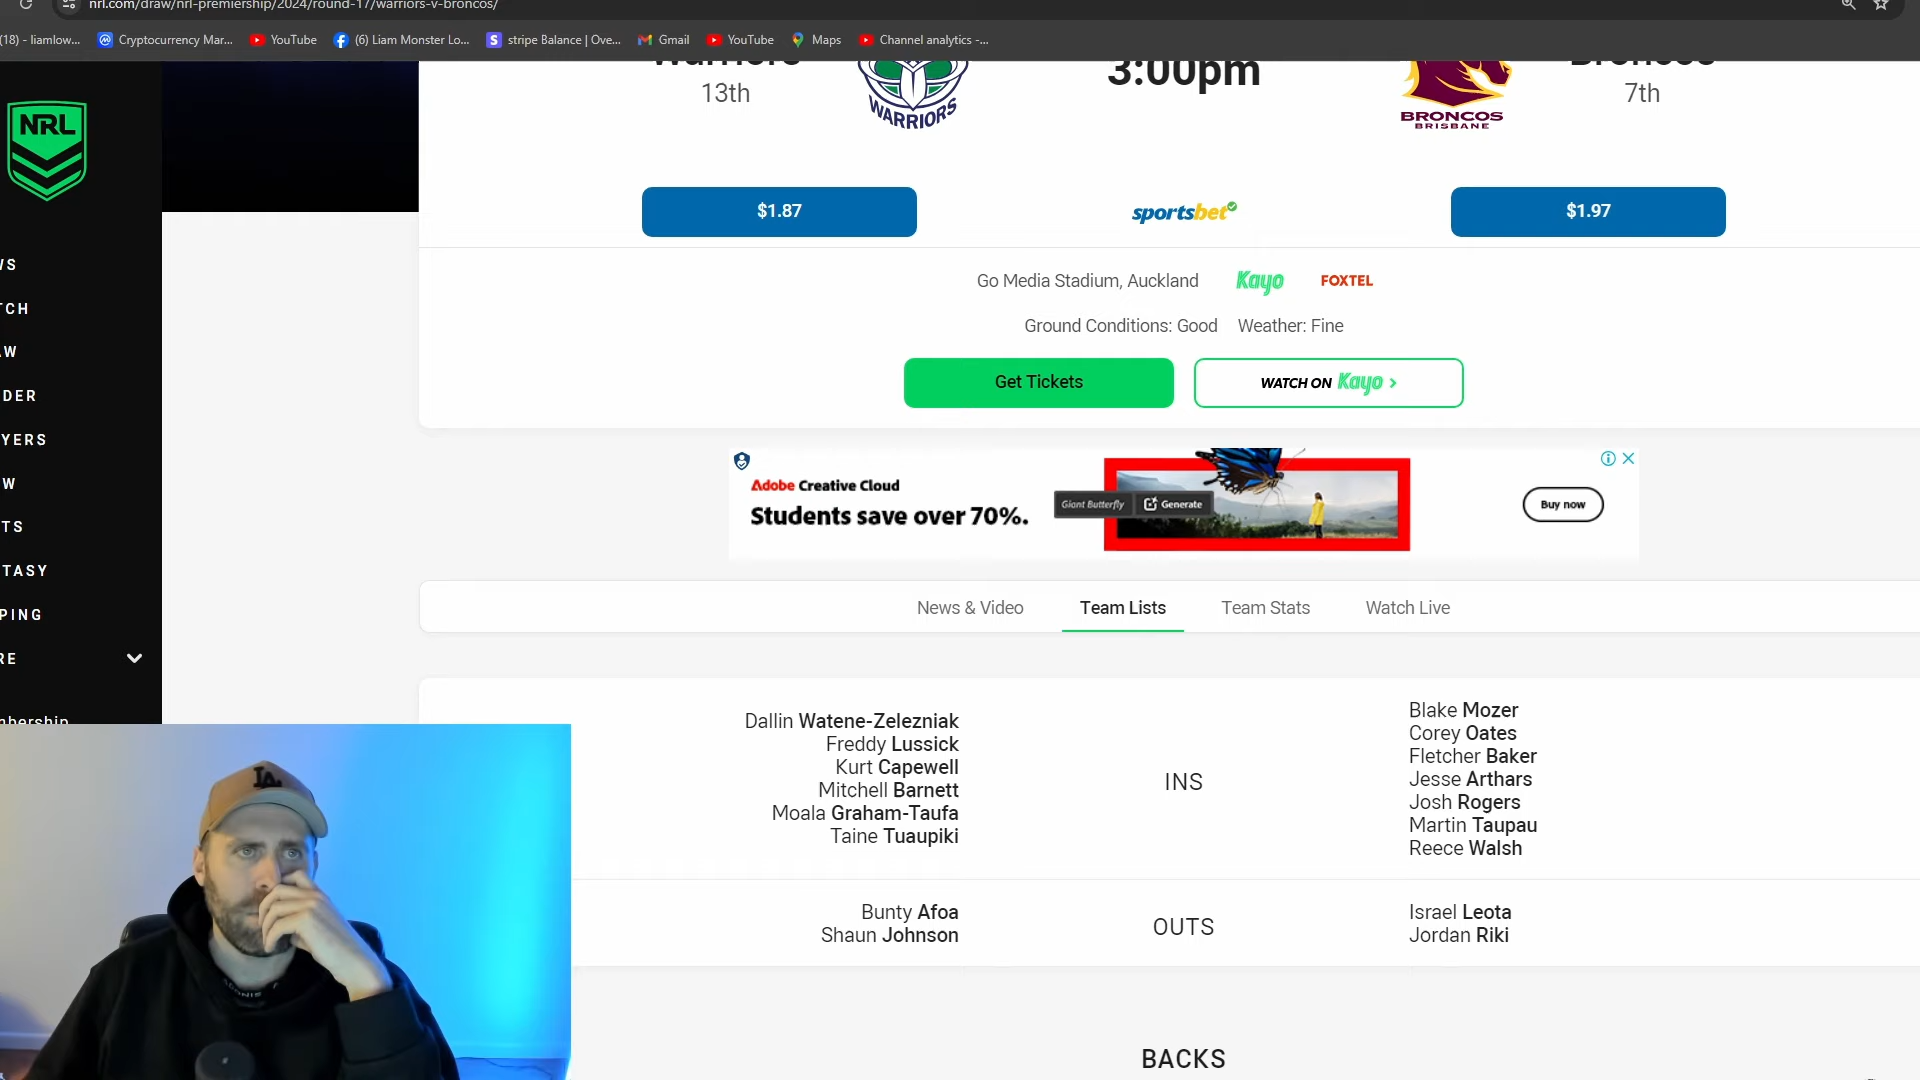 nrl.com/draw/nrl-premiership/2024/round-17/warriors-v-broncos/
(18) - liamlow...
Cryptocurrency Mar...
YouTube
(6) Liam Monster Lo...
stripe Balance | Ove...
Gmail
YouTube
Maps
Channel analytics -...
Warriors
3:00pm
Broncos
13th
WARRIORS
BRONCOS
BRISBANE
7th
NRL
$1.87
sportsbet
$1.97
Go Media Stadium, Auckland
Kayo
FOXTEL
Ground Conditions: Good
Weather: Fine
Get Tickets
WATCH ON Kayo >
Adobe Creative Cloud
Students save over 70%.
Giant Butterfly
Generate
Buy now
News & Video
Team Lists
Team Stats
Watch Live
WS
TCH
AW
DER
YERS
W
TS
TASY
PING
RE
mbership
Dallin Watene-Zelezniak
Freddy Lussick
Kurt Capewell
Mitchell Barnett
Moala Graham-Taufa
Taine Tuaupiki
INS
Blake Mozer
Corey Oates
Fletcher Baker
Jesse Arthars
Josh Rogers
Martin Taupau
Reece Walsh
Bunty Afoa
Shaun Johnson
OUTS
Israel Leota
Jordan Riki
BACKS
LA